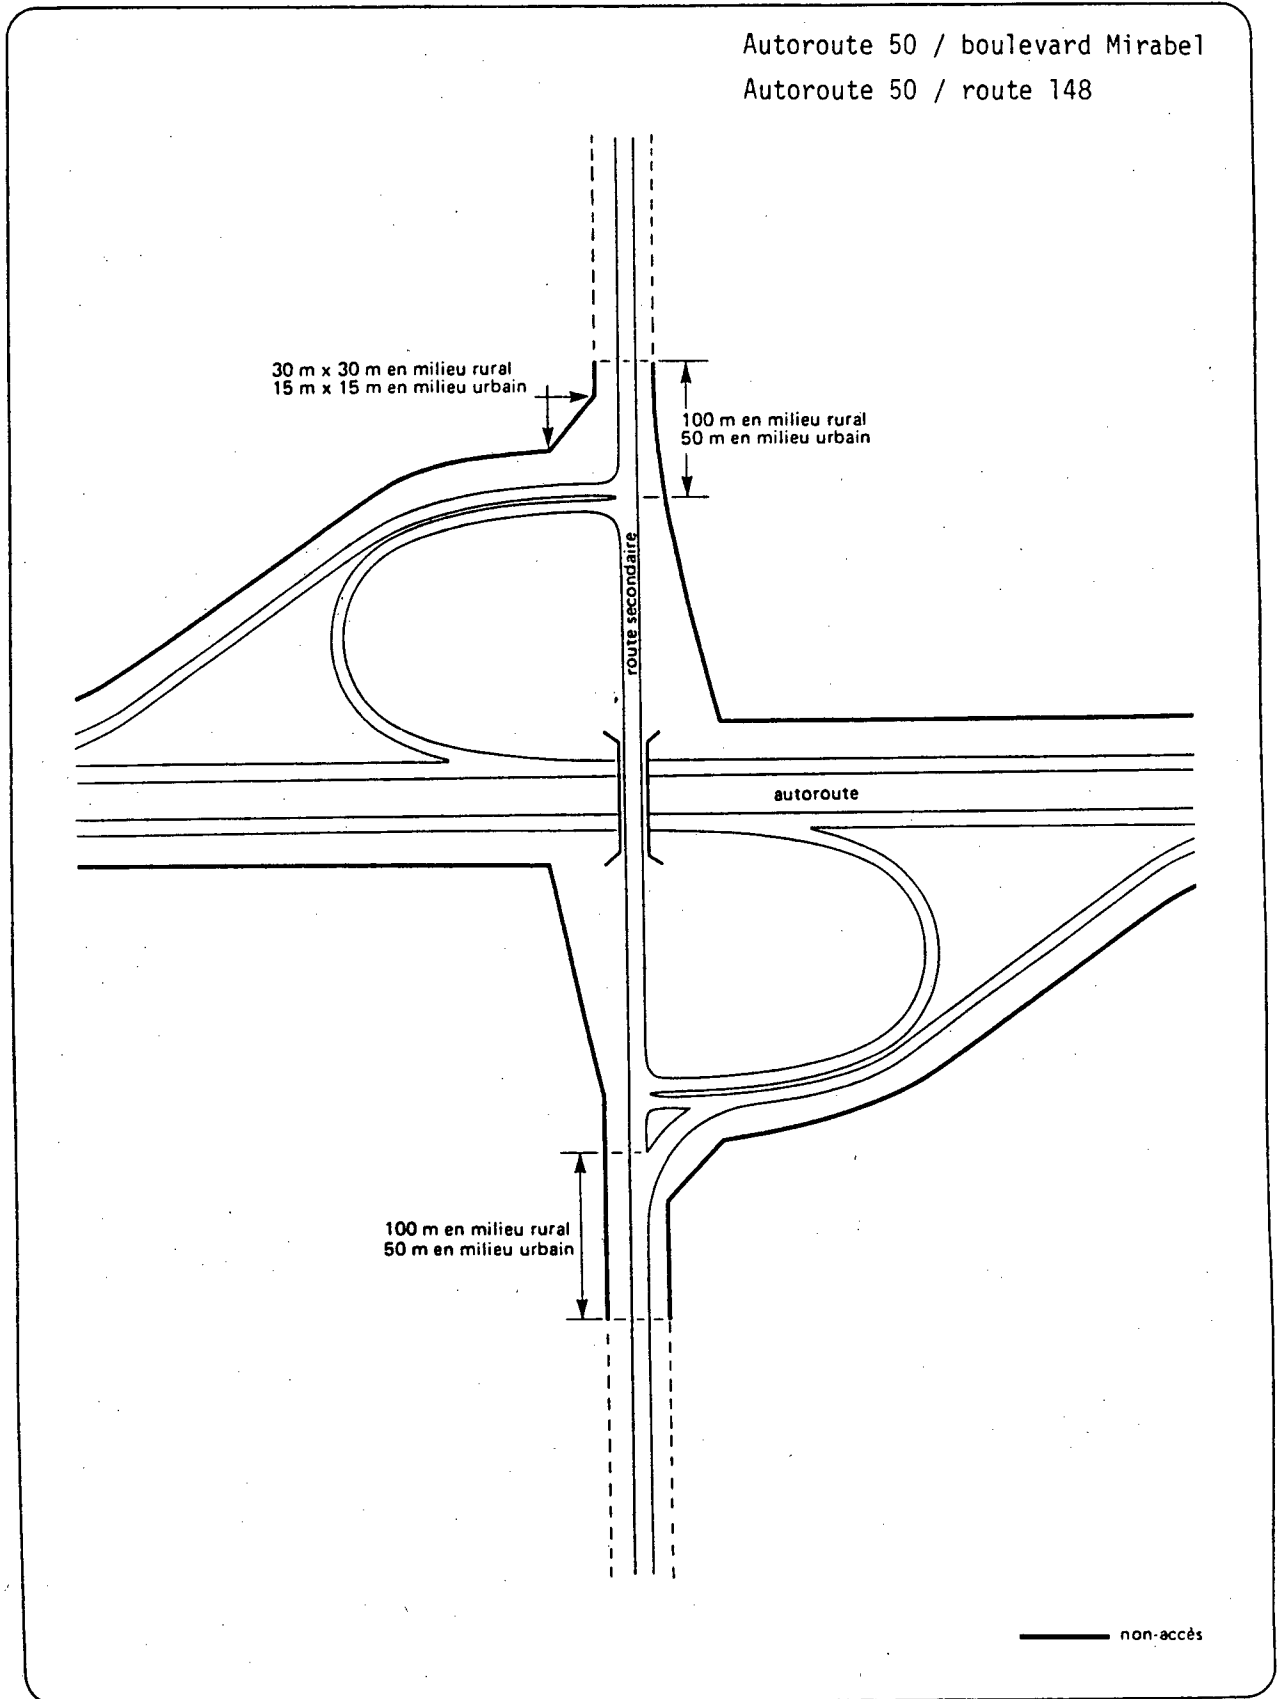 Autoroute 50 / boulevard Mirabel
Autoroute 50 / route 148
30 m x 30 m en milieu rural
15 m x 15 m en milieu urbain
100 m en milieu rural
50 m en milieu urbain
route secondaire
autoroute
100 m en milieu rural
50 m en milieu urbain
non-accès